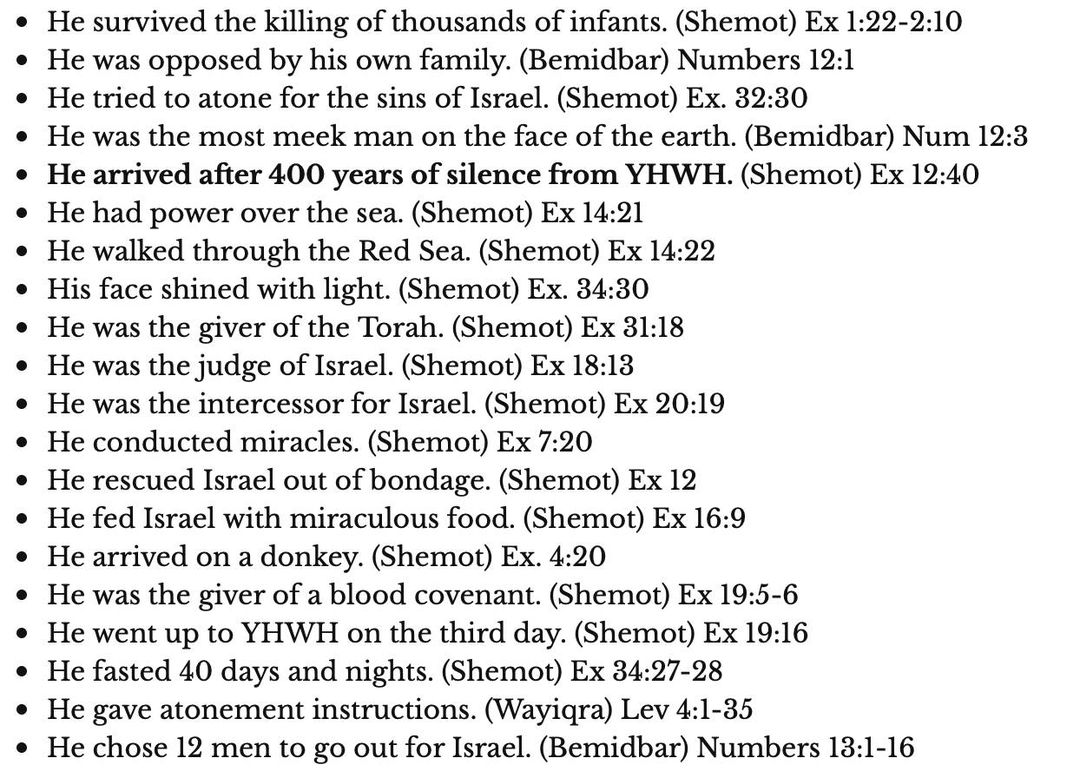 • He survived the killing of thousands of infants. (Shemot) Ex 1:22-2:10
• He was opposed by his own family. (Bemidbar) Numbers 12:1
• He tried to atone for the sins of Israel. (Shemot) Ex. 32:30
• He was the most meek man on the face of the earth. (Bemidbar) Num 12:3
• He arrived after 400 years of silence from YHWH. (Shemot) Ex 12:40
• He had power over the sea. (Shemot) Ex 14:21
• He walked through the Red Sea. (Shemot) Ex 14:22
• His face shined with light. (Shemot) Ex. 34:30
• He was the giver of the Torah. (Shemot) Ex 31:18
• He was the judge of Israel. (Shemot) Ex 18:13
• He was the intercessor for Israel. (Shemot) Ex 20:19
• He conducted miracles. (Shemot) Ex 7:20
• He rescued Israel out of bondage. (Shemot) Ex 12
• He fed Israel with miraculous food. (Shemot) Ex 16:9
• He arrived on a donkey. (Shemot) Ex. 4:20
• He was the giver of a blood covenant. (Shemot) Ex 19:5-6
• He went up to YHWH on the third day. (Shemot) Ex 19:16
• He fasted 40 days and nights. (Shemot) Ex 34:27-28
• He gave atonement instructions. (Wayiqra) Lev 4:1-35
• He chose 12 men to go out for Israel. (Bemidbar) Numbers 13:1-16